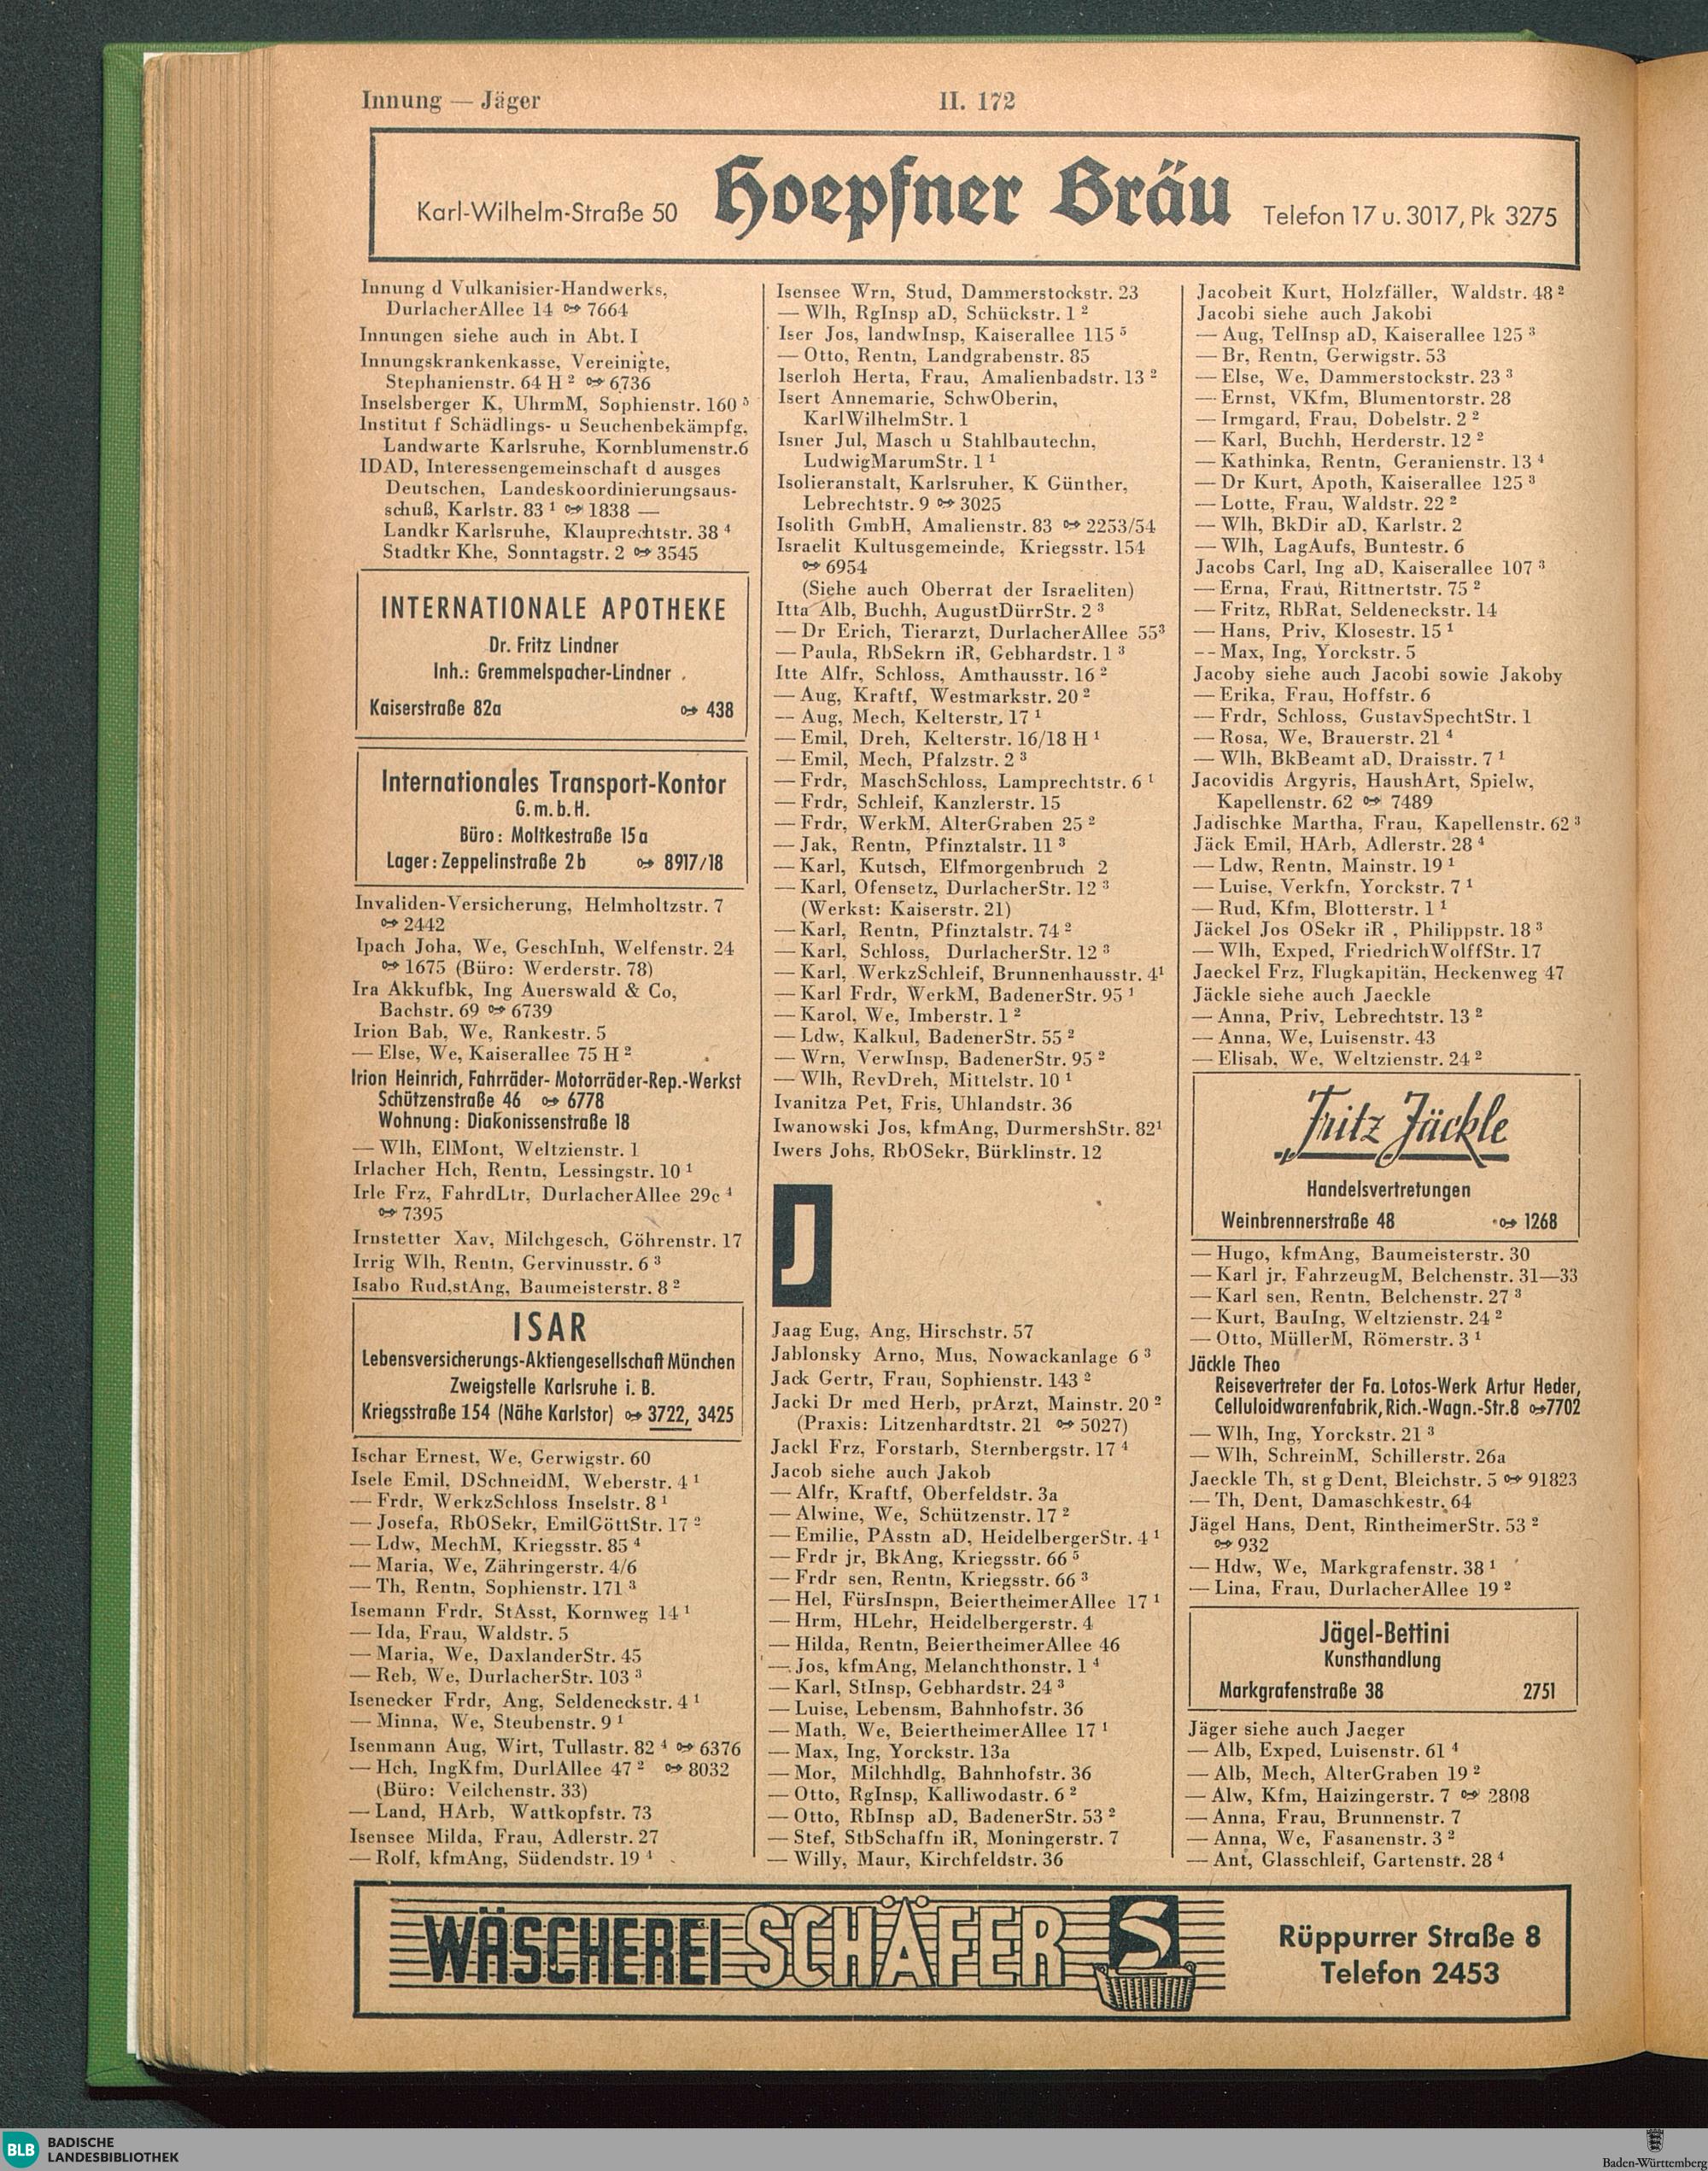 Innung — Jäger
II. 172
Karl-Wilhelm-Straße 50
Hoepfner Bräu
Telefon 17 u. 3017, Pk 3275
Innung d Vulkanisier-Handwerks,
DurlacherAllee 14 ⚷ 7664
Innungen siehe auch in Abt. I
Innungskrankenkasse, Vereinigte,
Stephanienstr. 64 H ² ⚷ 6736
Inselsberger K, UhrmM, Sophienstr. 160 ⁵
Institut f Schädlings- u Seuchenbekämpfg,
Landwarte Karlsruhe, Kornblumenstr.6
IDAD, Interessengemeinschaft d ausges
Deutschen, Landeskoordinierungsaus-
schuß, Karlstr. 83 ¹ ⚷ 1838 —
Landkr Karlsruhe, Klauprechtstr. 38 ⁴
Stadtkr Khe, Sonntagstr. 2 ⚷ 3545
INTERNATIONALE APOTHEKE
Dr. Fritz Lindner
Inh.: Gremmelspacher-Lindner
Kaiserstraße 82a ⚷ 438
Internationales Transport-Kontor
G.m.b.H.
Büro: Moltkestraße 15a
Lager: Zeppelinstraße 2b ⚷ 8917/18
Invaliden-Versicherung, Helmholtzstr. 7
⚷ 2442
Ipach Joha, We, GeschInh, Welfenstr. 24
⚷ 1675 (Büro: Werderstr. 78)
Ira Akkufbk, Ing Auerswald & Co,
Bachstr. 69 ⚷ 6739
Irion Bab, We, Rankestr. 5
— Else, We, Kaiserallee 75 H ²
Irion Heinrich, Fahrräder- Motorräder-Rep.-Werkst
Schützenstraße 46 ⚷ 6778
Wohnung: Diakonissenstraße 18
— Wlh, ElMont, Weltzienstr. 1
Irlacher Hch, Rentn, Lessingstr. 10 ¹
Irle Frz, FahrdLtr, DurlacherAllee 29c ⁴
⚷ 7395
Irnstetter Xav, Milchgesch, Göhrenstr. 17
Irrig Wlh, Rentn, Gervinusstr. 6 ³
Isabo Rud,stAng, Baumeisterstr. 8 ²
ISAR
Lebensversicherungs-Aktiengesellschaft München
Zweigstelle Karlsruhe i. B.
Kriegsstraße 154 (Nähe Karlstor) ⚷ 3722, 3425
Ischar Ernest, We, Gerwigstr. 60
Isele Emil, DSchneidM, Weberstr. 4 ¹
— Frdr, WerkzSchloss Inselstr. 8 ¹
— Josefa, RbOSekr, EmilGöttStr. 17 ²
— Ldw, MechM, Kriegsstr. 85 ⁴
— Maria, We, Zähringerstr. 4/6
— Th, Rentn, Sophienstr. 171 ³
Isemann Frdr, StAsst, Kornweg 14 ¹
— Ida, Frau, Waldstr. 5
— Maria, We, DaxlanderStr. 45
— Reb, We, DurlacherStr. 103 ³
Isenecker Frdr, Ang, Seldeneckstr. 4 ¹
— Minna, We, Steubenstr. 9 ¹
Isenmann Aug, Wirt, Tullastr. 82 ⁴ ⚷ 6376
— Hch, IngKfm, DurlAllee 47 ² ⚷ 8032
(Büro: Veilchenstr. 33)
— Land, HArb, Wattkopfstr. 73
Isensee Milda, Frau, Adlerstr. 27
— Rolf, kfmAng, Südendstr. 19 ⁴
Isensee Wrn, Stud, Dammerstockstr. 23
— Wlh, RgInsp aD, Schückstr. 1 ²
Iser Jos, landwInsp, Kaiserallee 115 ⁵
— Otto, Rentn, Landgrabenstr. 85
Iserloh Herta, Frau, Amalienbadstr. 13 ²
Isert Annemarie, SchwOberin,
KarlWilhelmStr. 1
Isner Jul, Masch u Stahlbautechn,
LudwigMarumStr. 1 ¹
Isolieranstalt, Karlsruher, K Günther,
Lebrechtstr. 9 ⚷ 3025
Isolith GmbH, Amalienstr. 83 ⚷ 2253/54
Israelit Kultusgemeinde, Kriegsstr. 154
⚷ 6954
(Siehe auch Oberrat der Israeliten)
Itta Alb, Buchh, AugustDürrStr. 2 ³
— Dr Erich, Tierarzt, DurlacherAllee 55³
— Paula, RbSekrn iR, Gebhardstr. 1 ³
Itte Alfr, Schloss, Amthausstr. 16 ²
— Aug, Kraftf, Westmarkstr. 20 ²
— Aug, Mech, Kelterstr. 17 ¹
— Emil, Dreh, Kelterstr. 16/18 H ¹
— Emil, Mech, Pfalzstr. 2 ³
— Frdr, MaschSchloss, Lamprechtstr. 6 ¹
— Frdr, Schleif, Kanzlerstr. 15
— Frdr, WerkM, AlterGraben 25 ²
— Jak, Rentn, Pfinztalstr. 11 ³
— Karl, Kutsch, Elfmorgenbruch 2
— Karl, Ofensetz, DurlacherStr. 12 ³
(Werkst: Kaiserstr. 21)
— Karl, Rentn, Pfinztalstr. 74 ²
— Karl, Schloss, DurlacherStr. 12 ³
— Karl, WerkzSchleif, Brunnenhausstr. 4¹
— Karl Frdr, WerkM, BadenerStr. 95 ¹
— Karol, We, Imberstr. 1 ²
— Ldw, Kalkul, BadenerStr. 55 ²
— Wrn, VerwInsp, BadenerStr. 95 ²
— Wlh, RevDreh, Mittelstr. 10 ¹
Ivanitza Pet, Fris, Uhlandstr. 36
Iwanowski Jos, kfmAng, DurmershStr. 82¹
Iwers Johs, RbOSekr, Bürklinstr. 12
J
Jaag Eug, Ang, Hirschstr. 57
Jablonsky Arno, Mus, Nowackanlage 6 ³
Jack Gertr, Frau, Sophienstr. 143 ²
Jacki Dr med Herb, prArzt, Mainstr. 20 ²
(Praxis: Litzenhardtstr. 21 ⚷ 5027)
Jackl Frz, Forstarb, Sternbergstr. 17 ⁴
Jacob siehe auch Jakob
— Alfr, Kraftf, Oberfeldstr. 3a
— Alwine, We, Schützenstr. 17 ²
— Emilie, PAsstn aD, HeidelbergerStr. 4 ¹
— Frdr jr, BkAng, Kriegsstr. 66 ⁵
— Frdr sen, Rentn, Kriegsstr. 66 ³
— Hel, FürsInspn, BeiertheimerAllee 17 ¹
— Hrm, HLehr, Heidelbergerstr. 4
— Hilda, Rentn, BeiertheimerAllee 46
— Jos, kfmAng, Melanchthonstr. 1 ⁴
— Karl, StInsp, Gebhardstr. 24 ³
— Luise, Lebensm, Bahnhofstr. 36
— Math, We, BeiertheimerAllee 17 ¹
— Max, Ing, Yorckstr. 13a
— Mor, Milchhdlg, Bahnhofstr. 36
— Otto, RgInsp, Kalliwodastr. 6 ²
— Otto, RbInsp aD, BadenerStr. 53 ²
— Stef, StbSchaffn iR, Moningerstr. 7
— Willy, Maur, Kirchfeldstr. 36
Jacobeit Kurt, Holzfäller, Waldstr. 48 ²
Jacobi siehe auch Jakobi
— Aug, TelInsp aD, Kaiserallee 125 ³
— Br, Rentn, Gerwigstr. 53
— Else, We, Dammerstockstr. 23 ³
— Ernst, VKfm, Blumentorstr. 28
— Irmgard, Frau, Dobelstr. 2 ²
— Karl, Buchh, Herderstr. 12 ²
— Kathinka, Rentn, Geranienstr. 13 ⁴
— Dr Kurt, Apoth, Kaiserallee 125 ³
— Lotte, Frau, Waldstr. 22 ²
— Wlh, BkDir aD, Karlstr. 2
— Wlh, LagAufs, Buntestr. 6
Jacobs Carl, Ing aD, Kaiserallee 107 ³
— Erna, Frau, Rittnertstr. 75 ²
— Fritz, RbRat, Seldeneckstr. 14
— Hans, Priv, Klosestr. 15 ¹
-- Max, Ing, Yorckstr. 5
Jacoby siehe auch Jacobi sowie Jakoby
— Erika, Frau, Hoffstr. 6
— Frdr, Schloss, GustavSpechtStr. 1
— Rosa, We, Brauerstr. 21 ⁴
— Wlh, BkBeamt aD, Draisstr. 7 ¹
Jacovidis Argyris, HaushArt, Spielw,
Kapellenstr. 62 ⚷ 7489
Jadischke Martha, Frau, Kapellenstr. 62 ³
Jäck Emil, HArb, Adlerstr. 28 ⁴
— Ldw, Rentn, Mainstr. 19 ¹
— Luise, Verkfn, Yorckstr. 7 ¹
— Rud, Kfm, Blotterstr. 1 ¹
Jäckel Jos OSekr iR , Philippstr. 18 ³
— Wlh, Exped, FriedrichWolffStr. 17
Jaeckel Frz, Flugkapitän, Heckenweg 47
Jäckle siehe auch Jaeckle
— Anna, Priv, Lebrechtstr. 13 ²
— Anna, We, Luisenstr. 43
— Elisab, We, Weltzienstr. 24 ²
Fritz Jäckle
Handelsvertretungen
Weinbrennerstraße 48 ⚷ 1268
— Hugo, kfmAng, Baumeisterstr. 30
— Karl jr, FahrzeugM, Belchenstr. 31—33
— Karl sen, Rentn, Belchenstr. 27 ³
— Kurt, BauIng, Weltzienstr. 24 ²
— Otto, MüllerM, Römerstr. 3 ¹
Jäckle Theo
Reisevertreter der Fa. Lotos-Werk Artur Heder,
Celluloidwarenfabrik, Rich.-Wagn.-Str.8 ⚷7702
— Wlh, Ing, Yorckstr. 21 ³
— Wlh, SchreinM, Schillerstr. 26a
Jaeckle Th, st g Dent, Bleichstr. 5 ⚷ 91823
— Th, Dent, Damaschkestr. 64
Jägel Hans, Dent, RintheimerStr. 53 ²
⚷ 932
— Hdw, We, Markgrafenstr. 38 ¹
— Lina, Frau, DurlacherAllee 19 ²
Jägel-Bettini
Kunsthandlung
Markgrafenstraße 38 2751
Jäger siehe auch Jaeger
— Alb, Exped, Luisenstr. 61 ⁴
— Alb, Mech, AlterGraben 19 ²
— Alw, Kfm, Haizingerstr. 7 ⚷ 2808
— Anna, Frau, Brunnenstr. 7
— Anna, We, Fasanenstr. 3 ²
— Ant, Glasschleif, Gartenstr. 28 ⁴
WÄSCHEREI SCHÄFER S
Rüppurrer Straße 8
Telefon 2453
BLB BADISCHE
LANDESBIBLIOTHEK
Baden-Württemberg